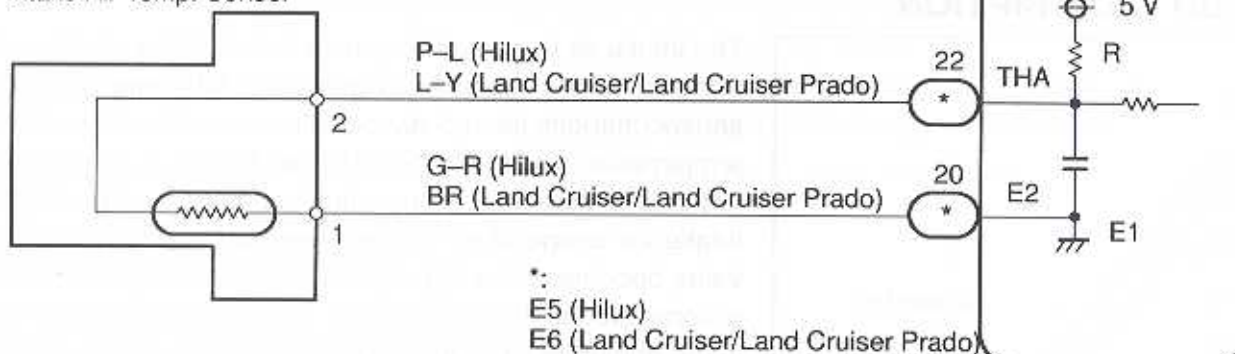 5 V
P–L (Hilux)
L–Y (Land Cruiser/Land Cruiser Prado)
22
THA
R
*
2
G–R (Hilux)
BR (Land Cruiser/Land Cruiser Prado)
20
E2
*
1
E1
*:
E5 (Hilux)
E6 (Land Cruiser/Land Cruiser Prado)